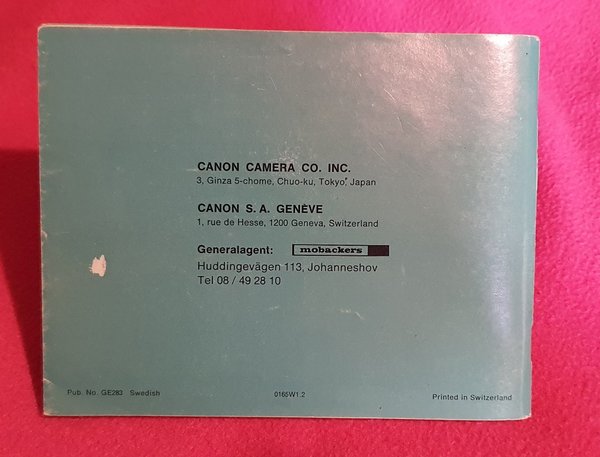 CANON CAMERA CO. INC.
3, Ginza 5-chome, Chuo-ku, Tokyo, Japan
CANON S. A. GENÈVE
1, rue de Hesse, 1200 Geneva, Switzerland
Generalagent: mobackers
Huddingevägen 113, Johanneshov
Tel 08 / 49 28 10
Pub. No. GE283 Swedish 0165W1.2 Printed in Switzerland